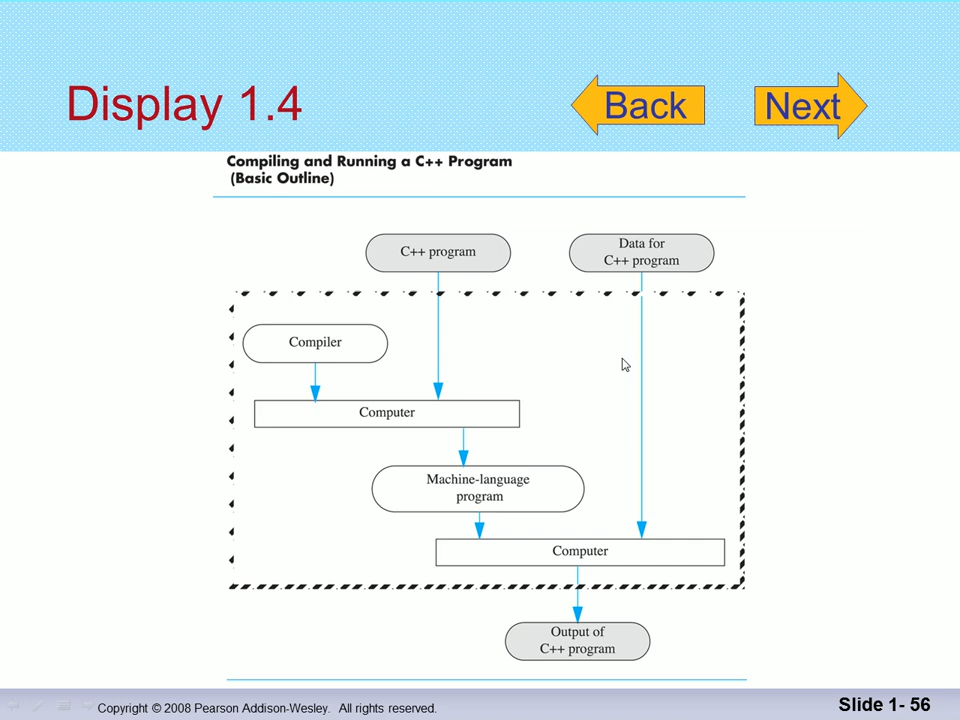 Display 1.4
Back
Next
Compiling and Running a C++ Program
(Basic Outline)
C++ program
Data for
C++ program
Compiler
Computer
Machine-language
program
Computer
Output of
C++ program
Copyright © 2008 Pearson Addison-Wesley. All rights reserved.
Slide 1- 56